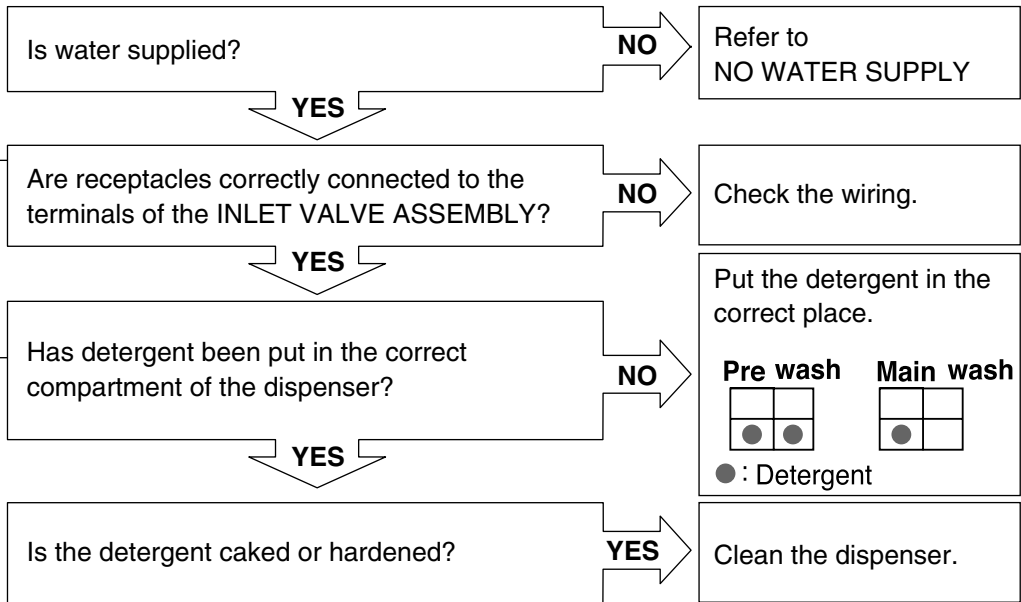 Is water supplied?
NO
Refer to
NO WATER SUPPLY
YES
Are receptacles correctly connected to the
terminals of the INLET VALVE ASSEMBLY?
NO
Check the wiring.
YES
Has detergent been put in the correct
compartment of the dispenser?
NO
Put the detergent in the
correct place.
Pre wash
Main wash
: Detergent
YES
Is the detergent caked or hardened?
YES
Clean the dispenser.